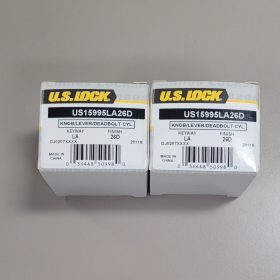 U.S. LOCK
US15995LA26D
KNOB/LEVER/DEADBOLT CYL
KEYWAY FINISH
LA 26D
MADE IN
CHINA
U.S. LOCK
US15995LA26D
KNOB/LEVER/DEADBOLT CYL
KEYWAY FINISH
LA 26D
MADE IN
CHINA